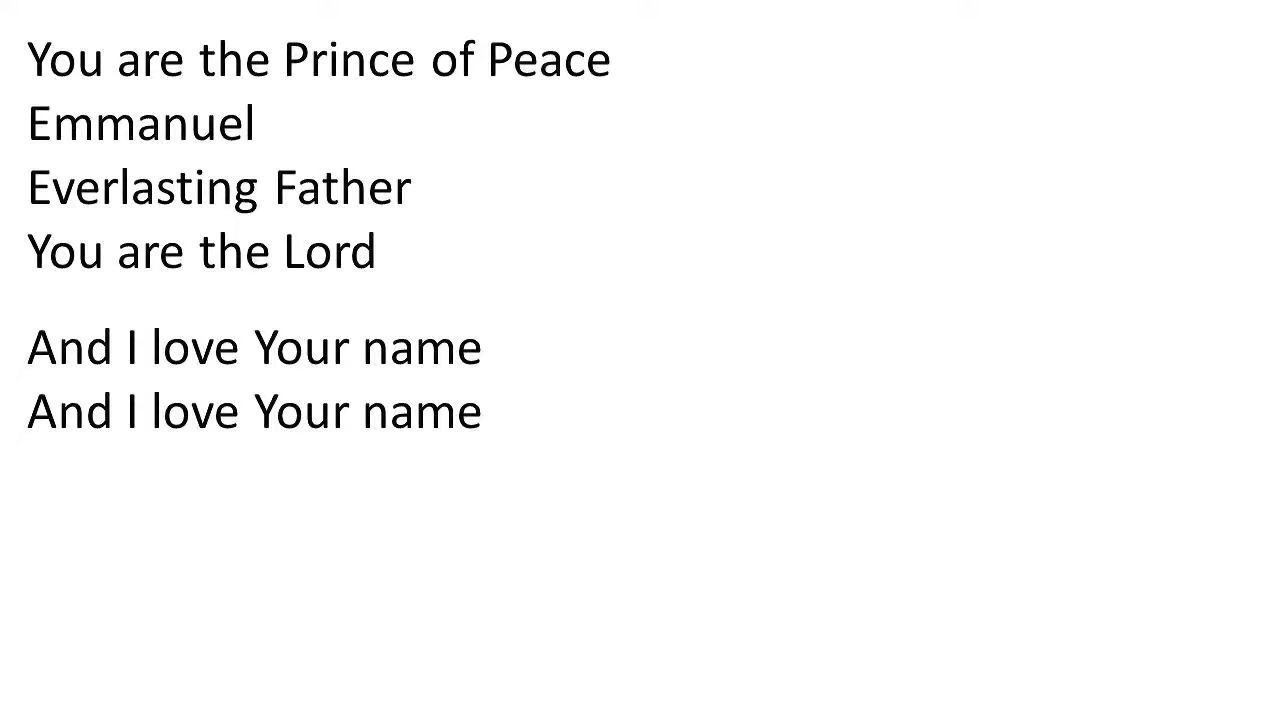 You are the Prince of Peace
Emmanuel
Everlasting Father
You are the Lord
And I love Your name
And I love Your name